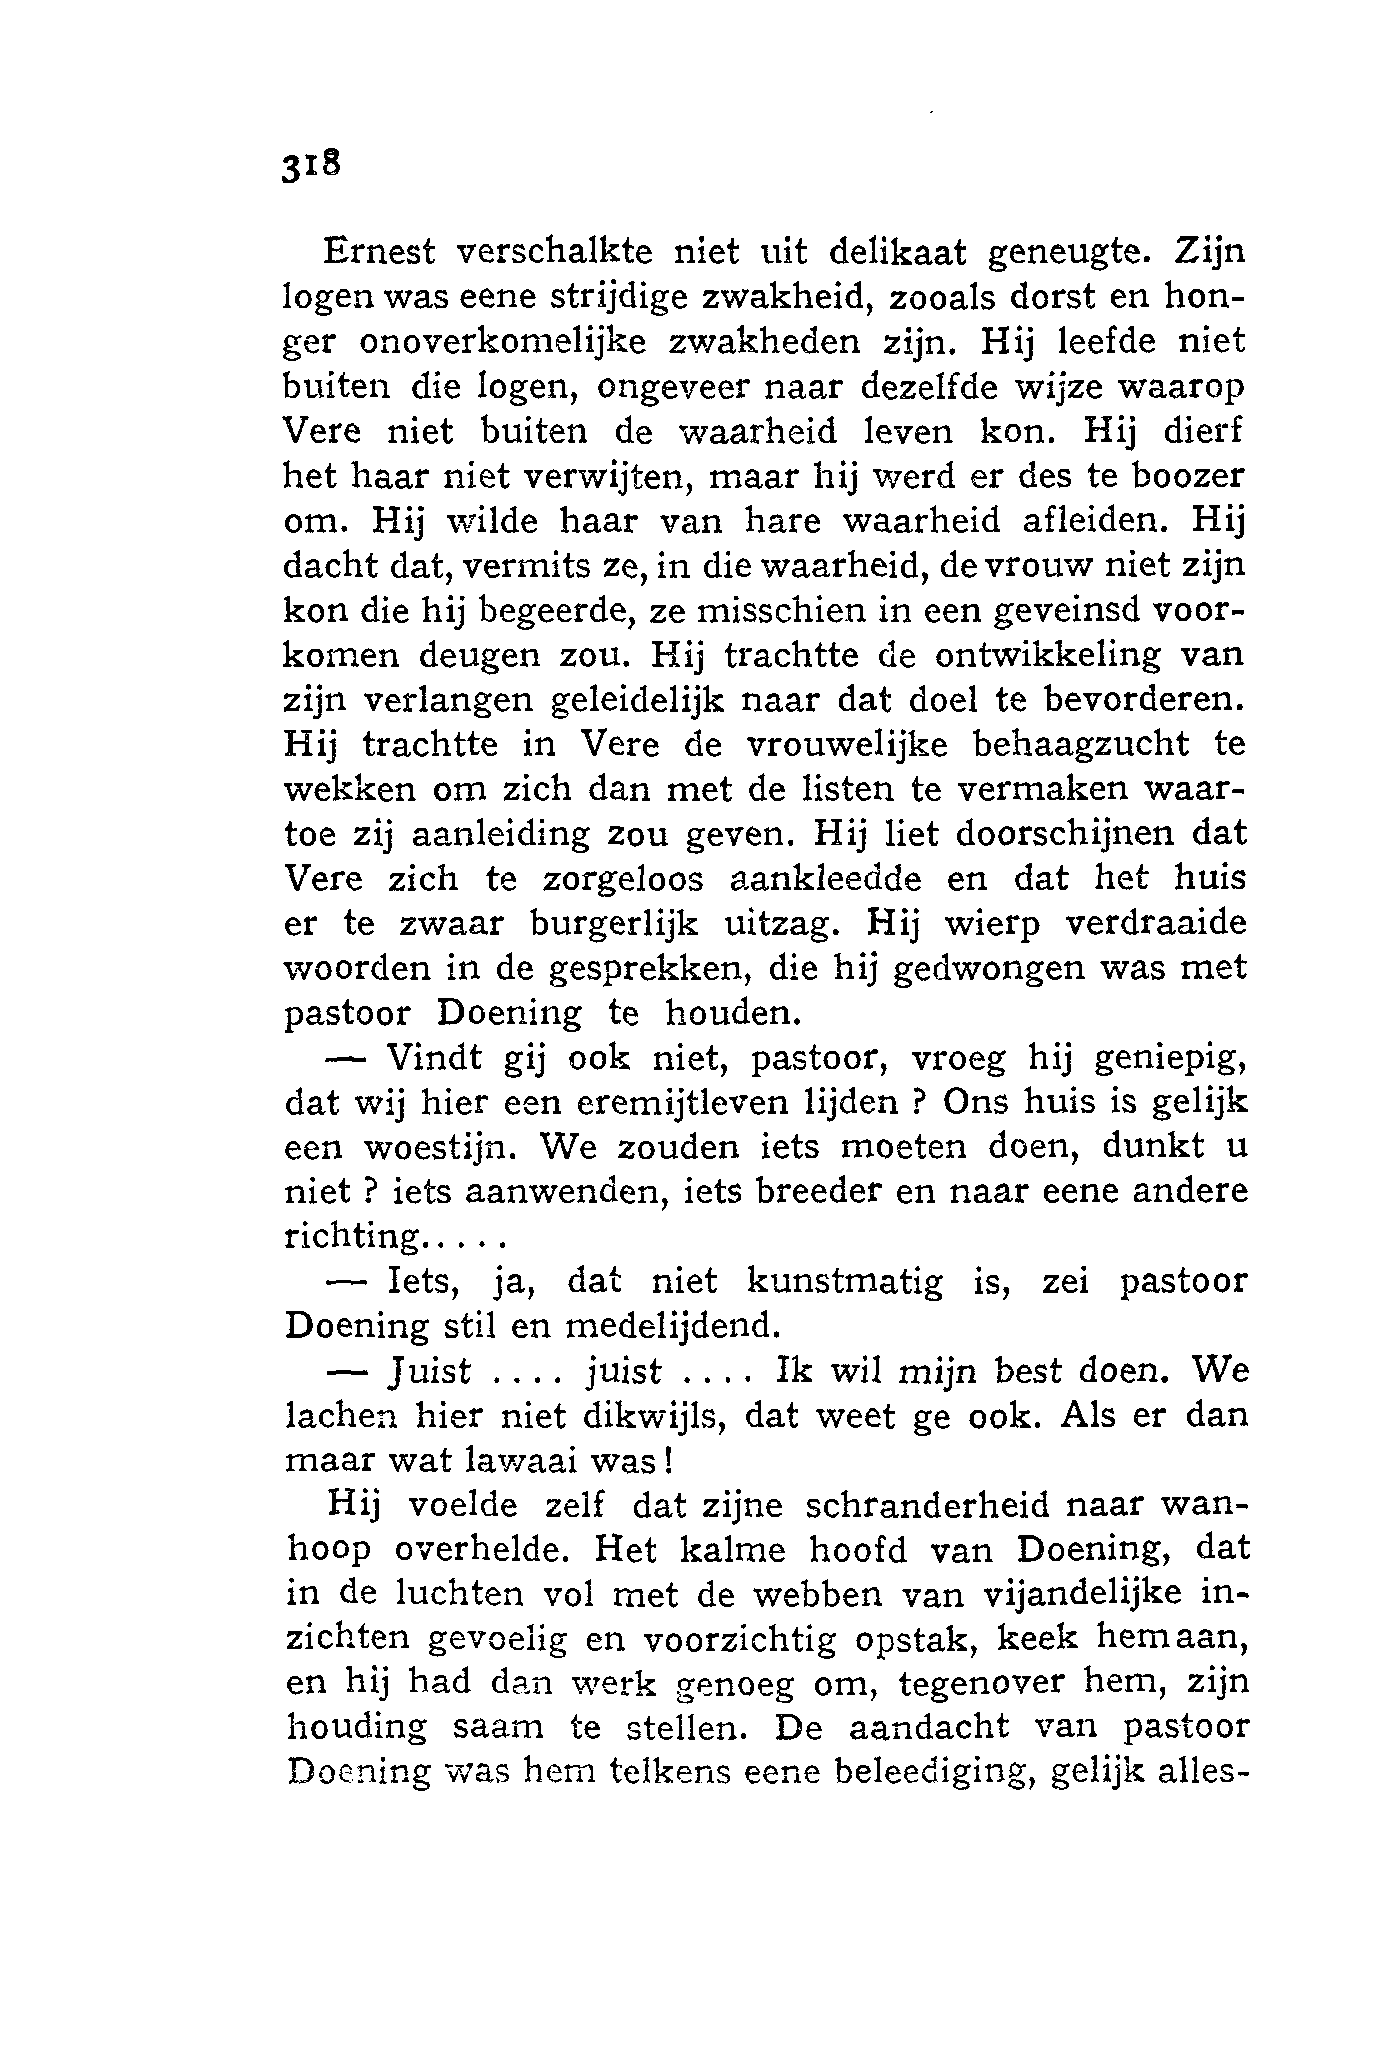 318
Ernest verschalkte niet uit delikaat geneugte. Zijn
logen was eene strijdige zwakheid, zooals dorst en hon-
ger onoverkomelijke zwakheden zijn. Hij leefde niet
buiten die logen, ongeveer naar dezelfde wijze waarop
Vere niet buiten de waarheid leven kon. Hij dierf
het haar niet verwijten, maar hij werd er des te boozer
om. Hij wilde haar van hare waarheid afleiden. Hij
dacht dat, vermits ze, in die waarheid, de vrouw niet zijn
kon die hij begeerde, ze misschien in een geveinsd voor-
komen deugen zou. Hij trachtte de ontwikkeling van
zijn verlangen geleidelijk naar dat doel te bevorderen.
Hij trachtte in Vere de vrouwelijke behaagzucht te
wekken om zich dan met de listen te vermaken waar-
toe zij aanleiding zou geven. Hij liet doorschijnen dat
Vere zich te zorgeloos aankleedde en dat het huis
er te zwaar burgerlijk uitzag. Hij wierp verdraaide
woorden in de gesprekken, die hij gedwongen was met
pastoor Doening te houden.
— Vindt gij ook niet, pastoor, vroeg hij geniepig,
dat wij hier een eremijtleven lijden ? Ons huis is gelijk
een woestijn. We zouden iets moeten doen, dunkt u
niet ? iets aanwenden, iets breeder en naar eene andere
richting.....
— Iets, ja, dat niet kunstmatig is, zei pastoor
Doening stil en medelijdend.
— Juist .... juist .... Ik wil mijn best doen. We
lachen hier niet dikwijls, dat weet ge ook. Als er dan
maar wat lawaai was !
Hij voelde zelf dat zijne schranderheid naar wan-
hoop overhelde. Het kalme hoofd van Doening, dat
in de luchten vol met de webben van vijandelijke in-
zichten gevoelig en voorzichtig opstak, keek hem aan,
en hij had dan werk genoeg om, tegenover hem, zijn
houding saam te stellen. De aandacht van pastoor
Doening was hem telkens eene beleediging, gelijk alles-